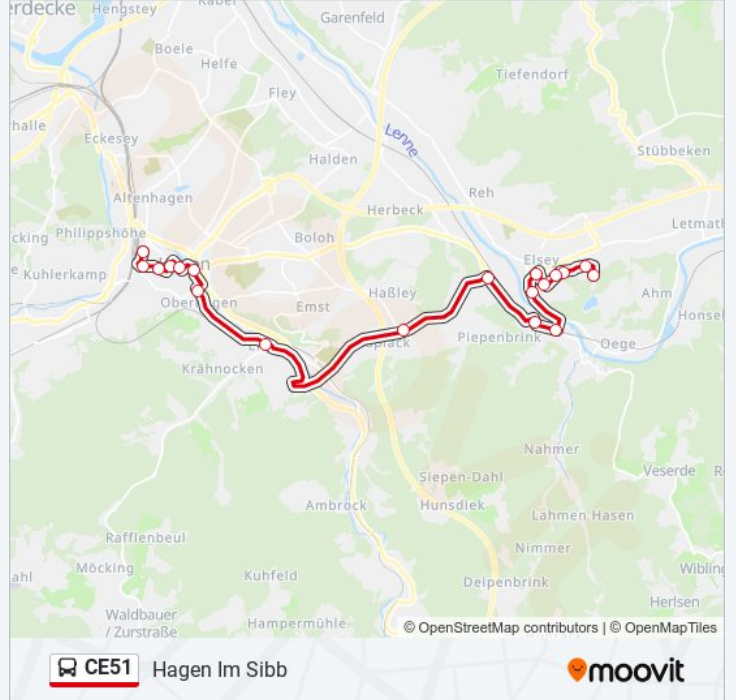 erdecke
Hengstey
Kabel
Garenfeld
Boele
Helfe
Tiefendorf
Fley
halle
Eckesey
Lenne
Halden
Stübbeken
Reh
Altenhagen
Herbeck
Letmath
cking
Philippshöhe
Boloh
Elsey
e
Kuhlerkamp
Haßley
Ahm
Emst
Honsel
Piepenbrink
Oege
Krähnocken
Nahmer
Veserde
R
Siepen-Dahl
Ambrock
Hunsdiek
Lahmen Hasen
Rafflenbeul
Nimmer
Möcking
Wiblin
ahl
Kuhfeld
Deipenbrink
Herlsen
Waldbauer
/ Zurstraße
Hampermühle
© OpenStreetMap contributors | © OpenMapTiles
CE51
Hagen Im Sibb
moovit